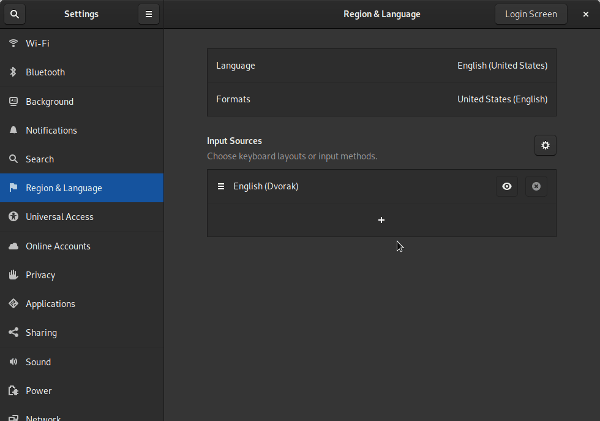 Settings
Region & Language
Login Screen
Wi-Fi
Bluetooth
Background
Notifications
Search
Region & Language
Universal Access
Online Accounts
Privacy
Applications
Sharing
Sound
Power
Network
Language
English (United States)
Formats
United States (English)
Input Sources
Choose keyboard layouts or input methods.
English (Dvorak)